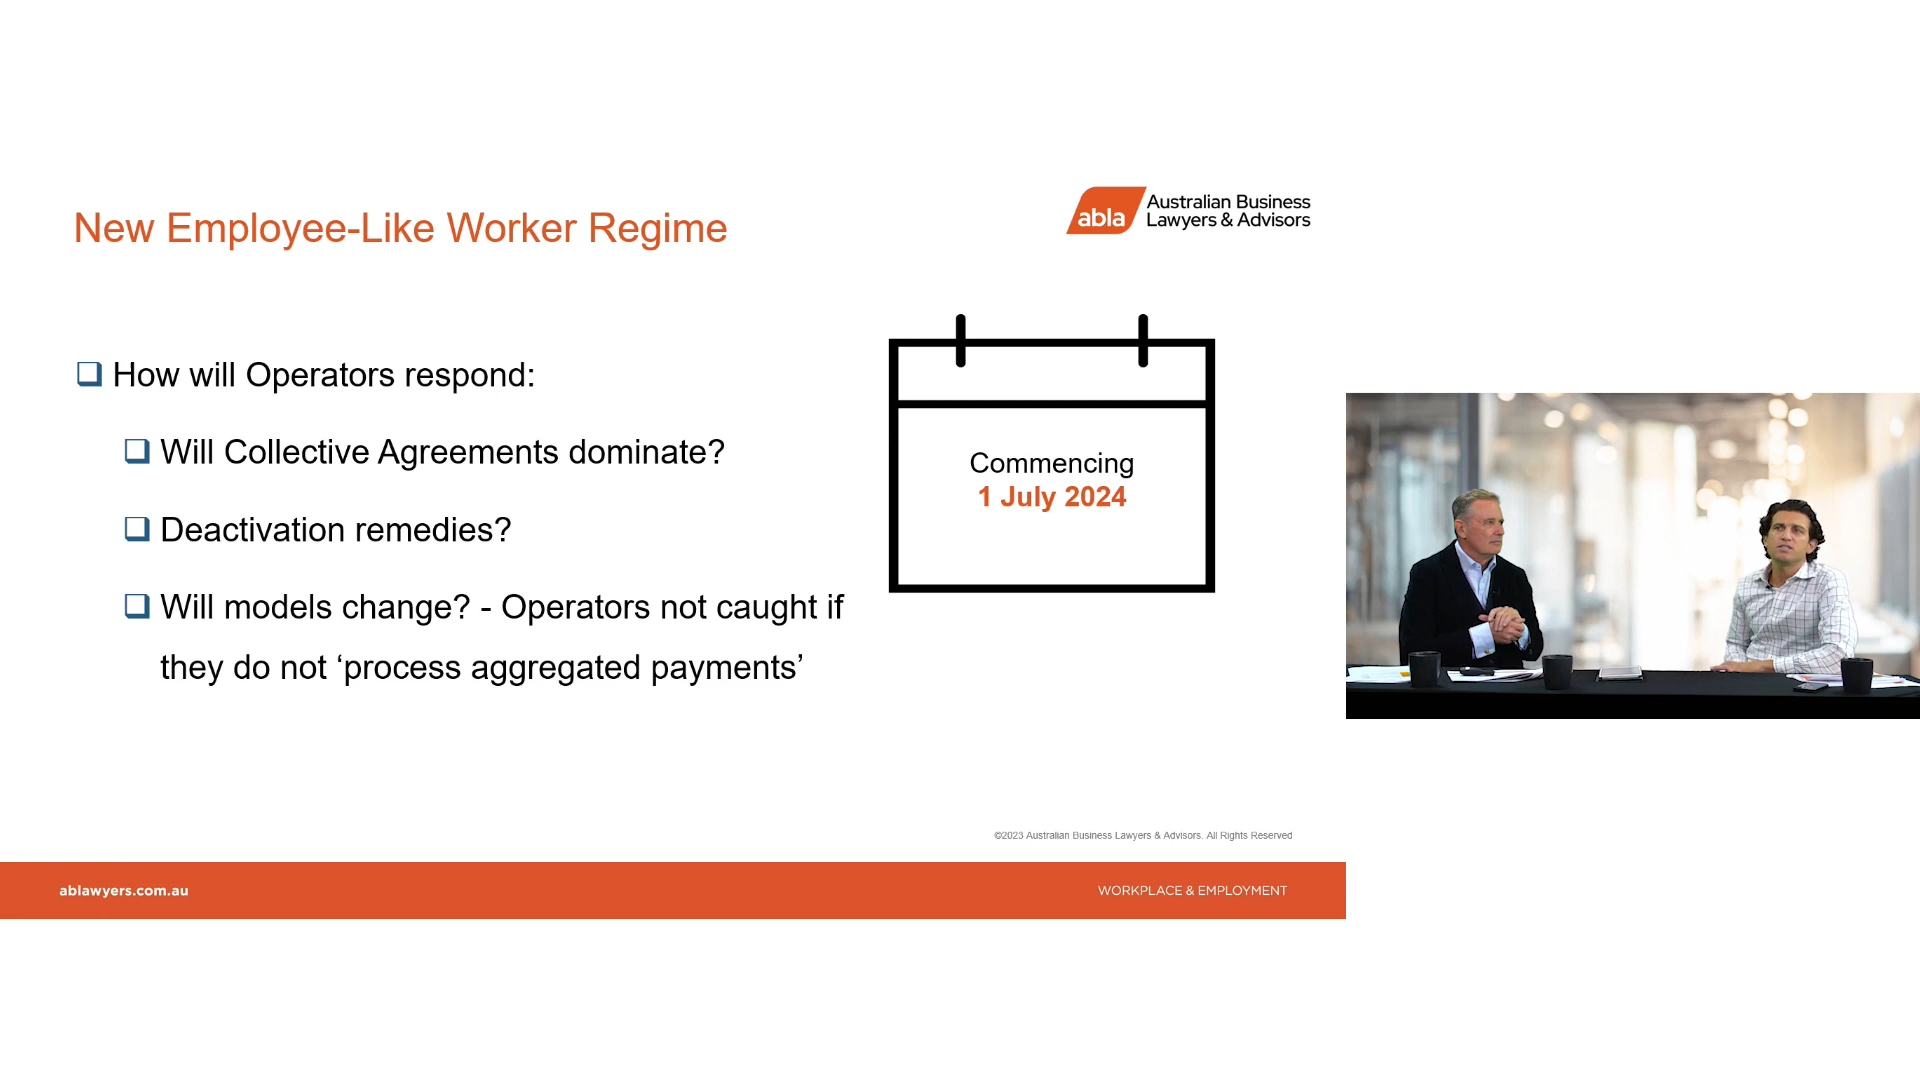 New Employee-Like Worker Regime
abla
Australian Business
Lawyers & Advisors
How will Operators respond:
Will Collective Agreements dominate?
Deactivation remedies?
Will models change? - Operators not caught if
they do not ‘process aggregated payments’
Commencing
1 July 2024
©2023 Australian Business Lawyers & Advisors. All Rights Reserved
ablawyers.com.au
WORKPLACE & EMPLOYMENT